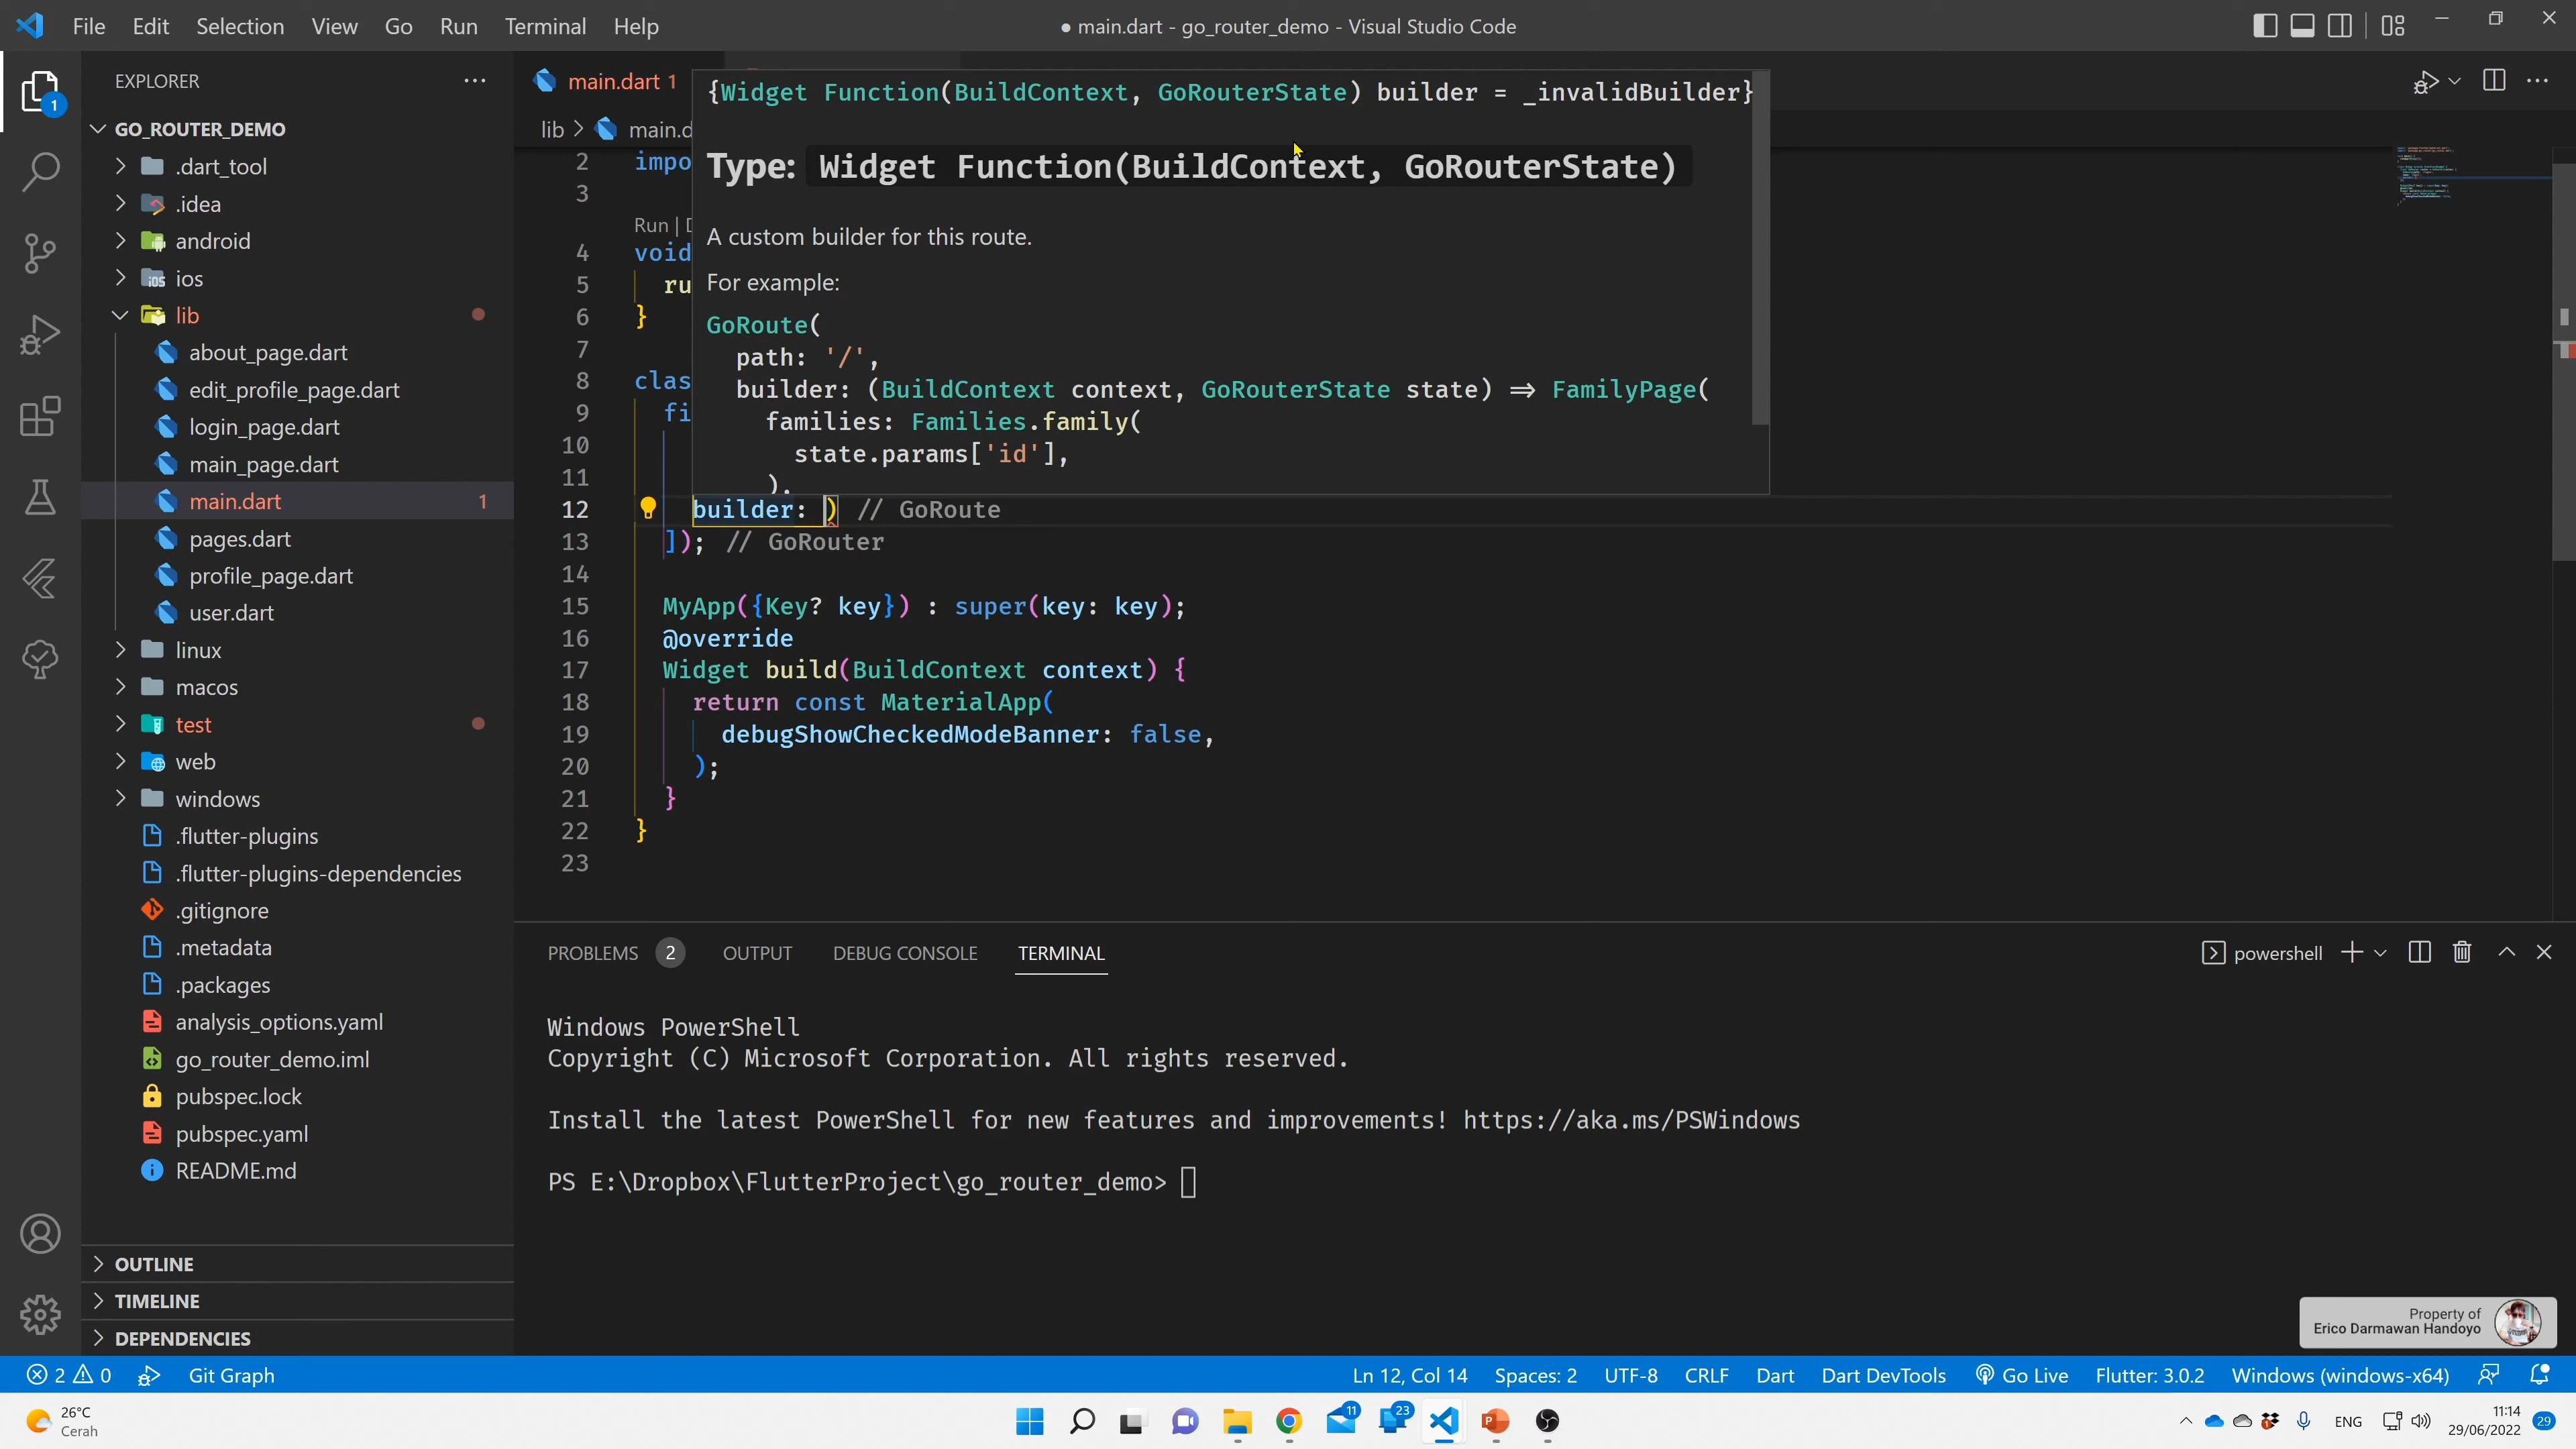 File Edit Selection View Go Run Terminal Help
● main.dart - go_router_demo - Visual Studio Code
EXPLORER
GO_ROUTER_DEMO
.dart_tool
.idea
android
ios
lib
about_page.dart
edit_profile_page.dart
login_page.dart
main_page.dart
main.dart 1
pages.dart
profile_page.dart
user.dart
linux
macos
test
web
windows
.flutter-plugins
.flutter-plugins-dependencies
.gitignore
.metadata
.packages
analysis_options.yaml
go_router_demo.iml
pubspec.lock
pubspec.yaml
README.md
OUTLINE
TIMELINE
DEPENDENCIES
1
main.dart 1
lib > main.d
{Widget Function(BuildContext, GoRouterState) builder = _invalidBuilder}
Type: Widget Function(BuildContext, GoRouterState)
A custom builder for this route.
For example:
GoRoute(
path: '/',
builder: (BuildContext context, GoRouterState state) => FamilyPage(
families: Families.family(
state.params['id'],
),
2 impo
3
Run | D
4 void
5 ru
6 }
7
8 clas
9 fi
10
11
12 builder: ) // GoRoute
13 ]); // GoRouter
14
15 MyApp({Key? key}) : super(key: key);
16 @override
17 Widget build(BuildContext context) {
18 return const MaterialApp(
19 debugShowCheckedModeBanner: false,
20 );
21 }
22 }
23
PROBLEMS 2 OUTPUT DEBUG CONSOLE TERMINAL
powershell
Windows PowerShell
Copyright (C) Microsoft Corporation. All rights reserved.
Install the latest PowerShell for new features and improvements! https://aka.ms/PSWindows
PS E:\Dropbox\FlutterProject\go_router_demo>
Property of
Erico Darmawan Handoyo
2 0 Git Graph
Ln 12, Col 14 Spaces: 2 UTF-8 CRLF Dart Dart DevTools Go Live Flutter: 3.0.2 Windows (windows-x64)
26°C
Cerah
11
23
ENG
11:14
29/06/2022
29